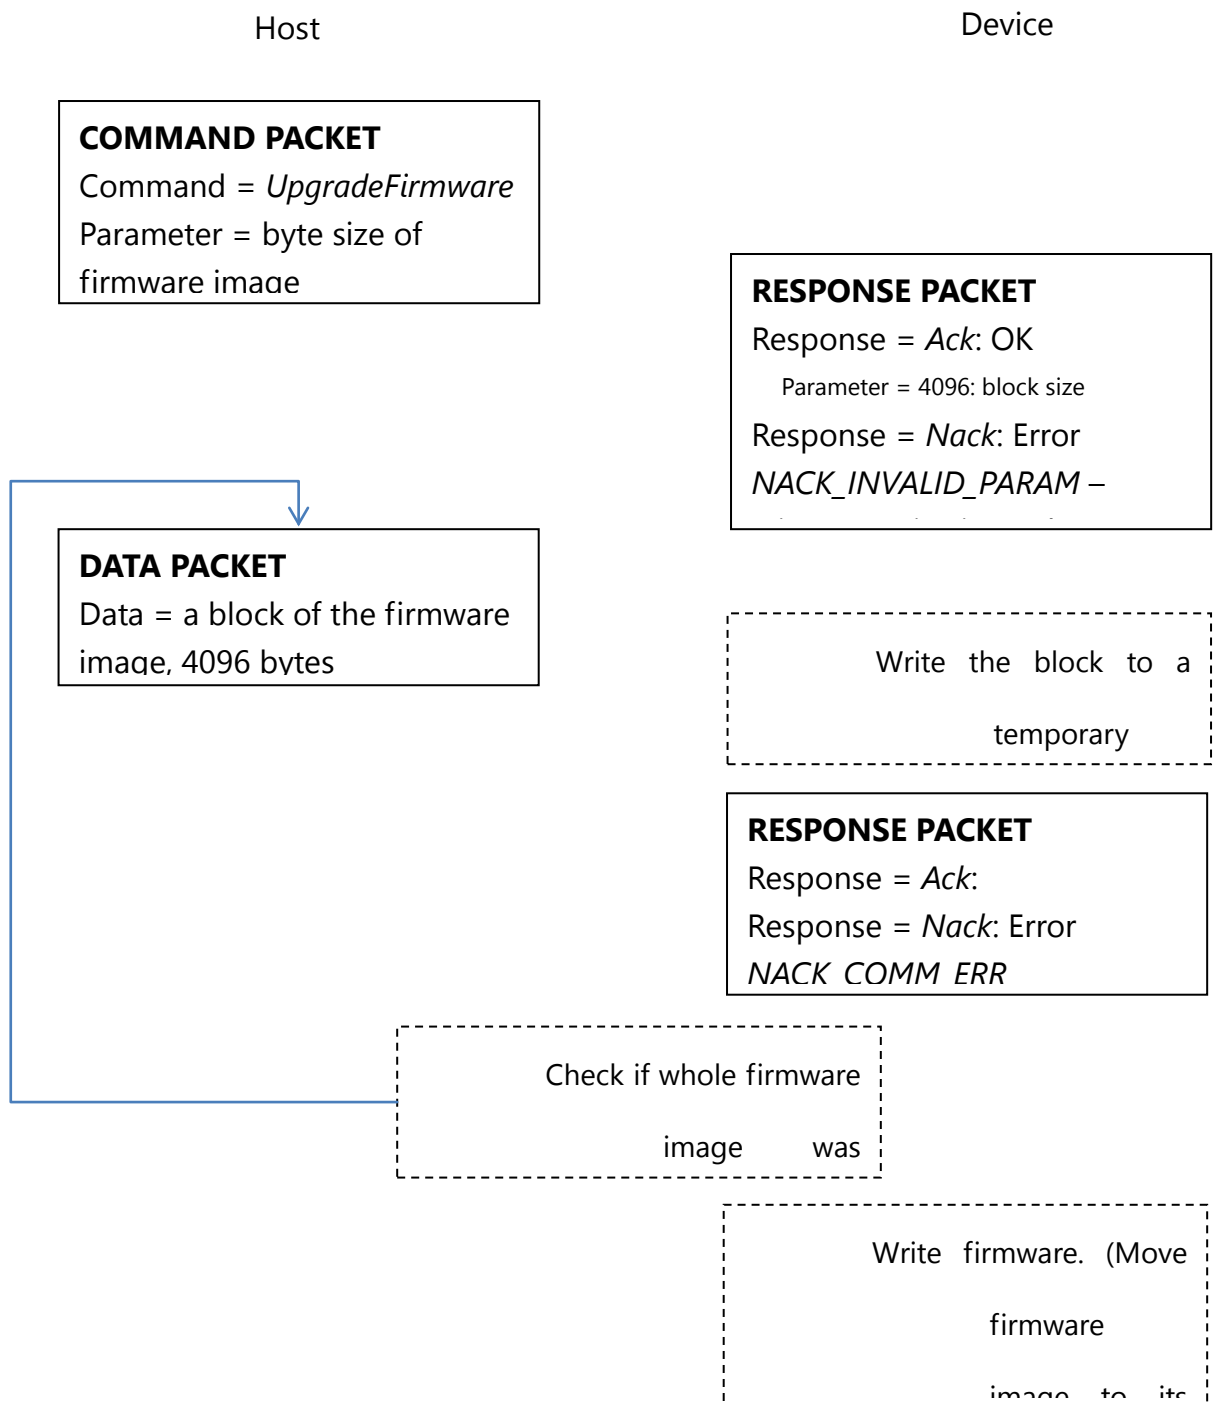 Host
Device
COMMAND PACKET
Command = UpgradeFirmware
Parameter = byte size of
firmware image
RESPONSE PACKET
Response = Ack: OK
Parameter = 4096: block size
Response = Nack: Error
NACK_INVALID_PARAM –
DATA PACKET
Data = a block of the firmware
image, 4096 bytes
Write the block to a
temporary
RESPONSE PACKET
Response = Ack:
Response = Nack: Error
NACK_COMM_ERR
Check if whole firmware
image was
Write firmware. (Move
firmware
image to its